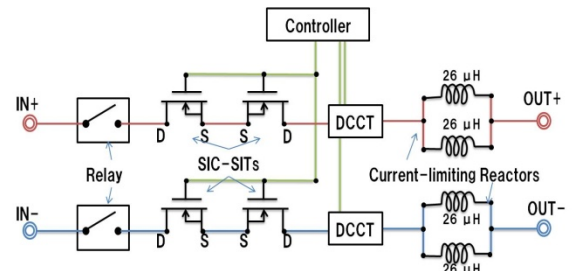 Controller
26 μH
IN+
OUT+
DCCT
26 μH
D S S D
Relay
SIC-SITs
Current-limiting Reactors
IN-
OUT-
26 μH
DCCT
D S S D
26 μH